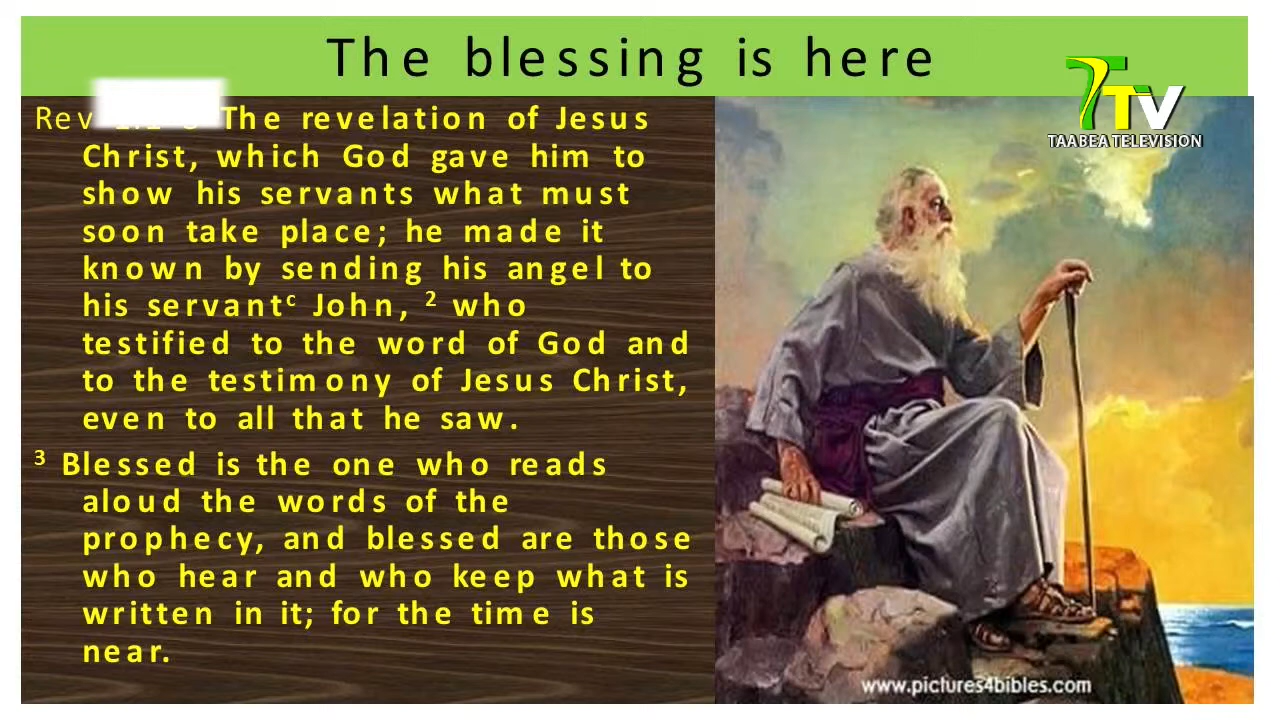 The blessing is here
7TV
TAABEA TELEVISION
Rev The revelation of Jesus
Christ, which God gave him to
show his servants what must
soon take place; he made it
known by sending his angel to
his servantᶜ John, ² who
testified to the word of God and
to the testimony of Jesus Christ,
even to all that he saw.
³ Blessed is the one who reads
aloud the words of the
prophecy, and blessed are those
who hear and who keep what is
written in it; for the time is
near.
www.pictures4bibles.com